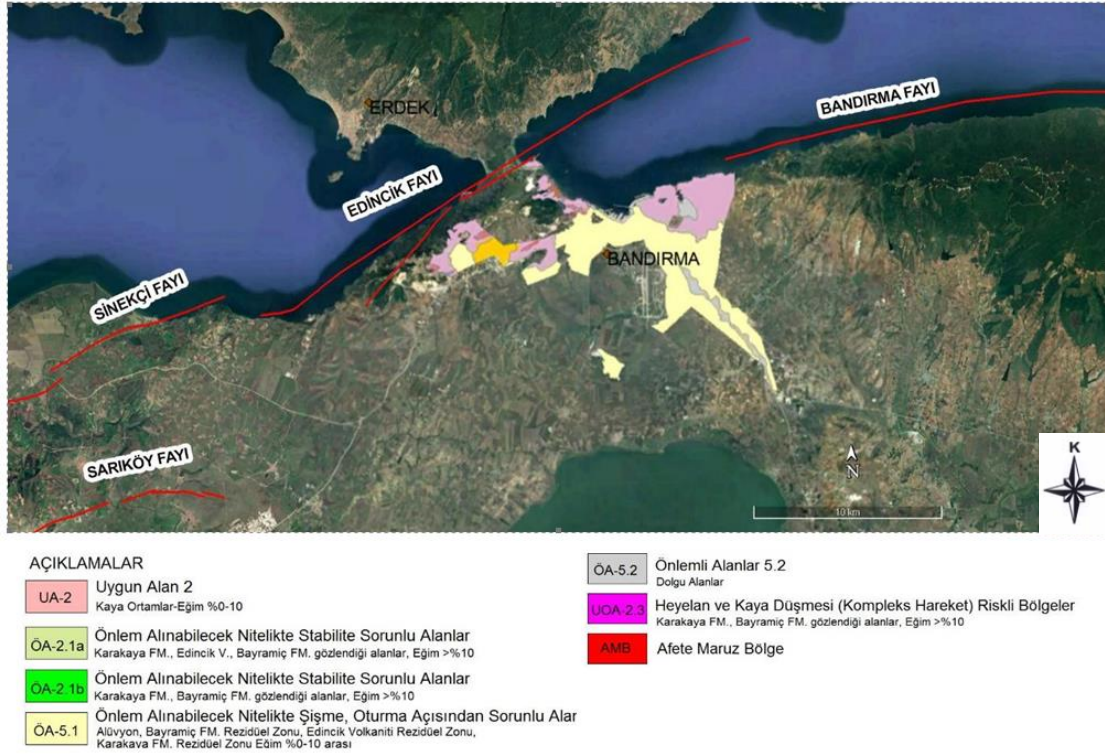 ERDEK
BANDIRMA FAYI
EDİNCİK FAYI
BANDIRMA
SİNEKÇİ FAYI
SARIKÖY FAYI
N
10 km
K
AÇIKLAMALAR
UA-2
Uygun Alan 2
Kaya Ortamlar-Eğim %0-10
ÖA-2.1a
Önlem Alınabilecek Nitelikte Stabilite Sorunlu Alanlar
Karakaya FM., Edincik V., Bayramiç FM. gözlendiği alanlar, Eğim >%10
ÖA-2.1b
Önlem Alınabilecek Nitelikte Stabilite Sorunlu Alanlar
Karakaya FM., Bayramiç FM. gözlendiği alanlar, Eğim >%10
ÖA-5.1
Önlem Alınabilecek Nitelikte Şişme, Oturma Açısından Sorunlu Alar
Alüvyon, Bayramiç FM. Rezidüel Zonu, Edincik Volkaniti Rezidüel Zonu,
Karakaya FM. Rezidüel Zonu Eğim %0-10 arası
ÖA-5.2
Önlemli Alanlar 5.2
Dolgu Alanlar
UOA-2.3
Heyelan ve Kaya Düşmesi (Kompleks Hareket) Riskli Bölgeler
Karakaya FM., Bayramiç FM. gözlendiği alanlar, Eğim >%10
AMB
Afete Maruz Bölge